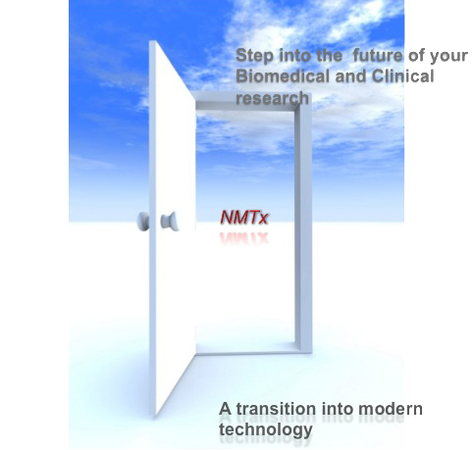 Step into the  future of your
Biomedical and Clinical
research
NMTx
A transition into modern
technology